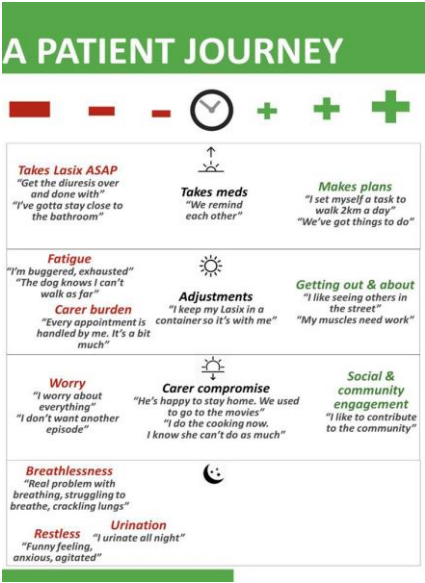 A PATIENT JOURNEY
Takes Lasix ASAP
"Get the diuresis over
and done with"
"I've gotta stay close to
the bathroom"
Takes meds
"We remind
each other"
Makes plans
"I set myself a task to
walk 2km a day"
"We've got things to do"
Fatigue
"I'm buggered, exhausted"
"The dog knows I can't
walk as far"
Carer burden
"Every appointment is
handled by me. It's a bit
much"
Adjustments
"I keep my Lasix in a
container so it's with me"
Getting out & about
"I like seeing others in
the street"
"My muscles need work"
Worry
"I worry about
everything"
"I don't want another
episode"
Carer compromise
"He's happy to stay home. We used
to go to the movies"
"I do the cooking now.
I know she can't do as much"
Social &
community
engagement
"I like to contribute
to the community"
Breathlessness
"Real problem with
breathing, struggling to
breathe, crackling lungs"
Restless
"Funny feeling,
anxious, agitated"
Urination
"I urinate all night"